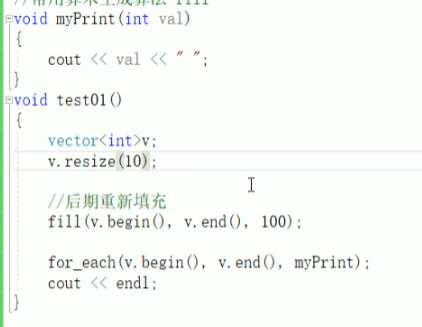 //常用算术生成算法 fill
void myPrint(int val)
{
cout << val << " ";
}
void test01()
{
vector<int>v;
v.resize(10);
//后期重新填充
fill(v.begin(), v.end(), 100);
for_each(v.begin(), v.end(), myPrint);
cout << endl;
}